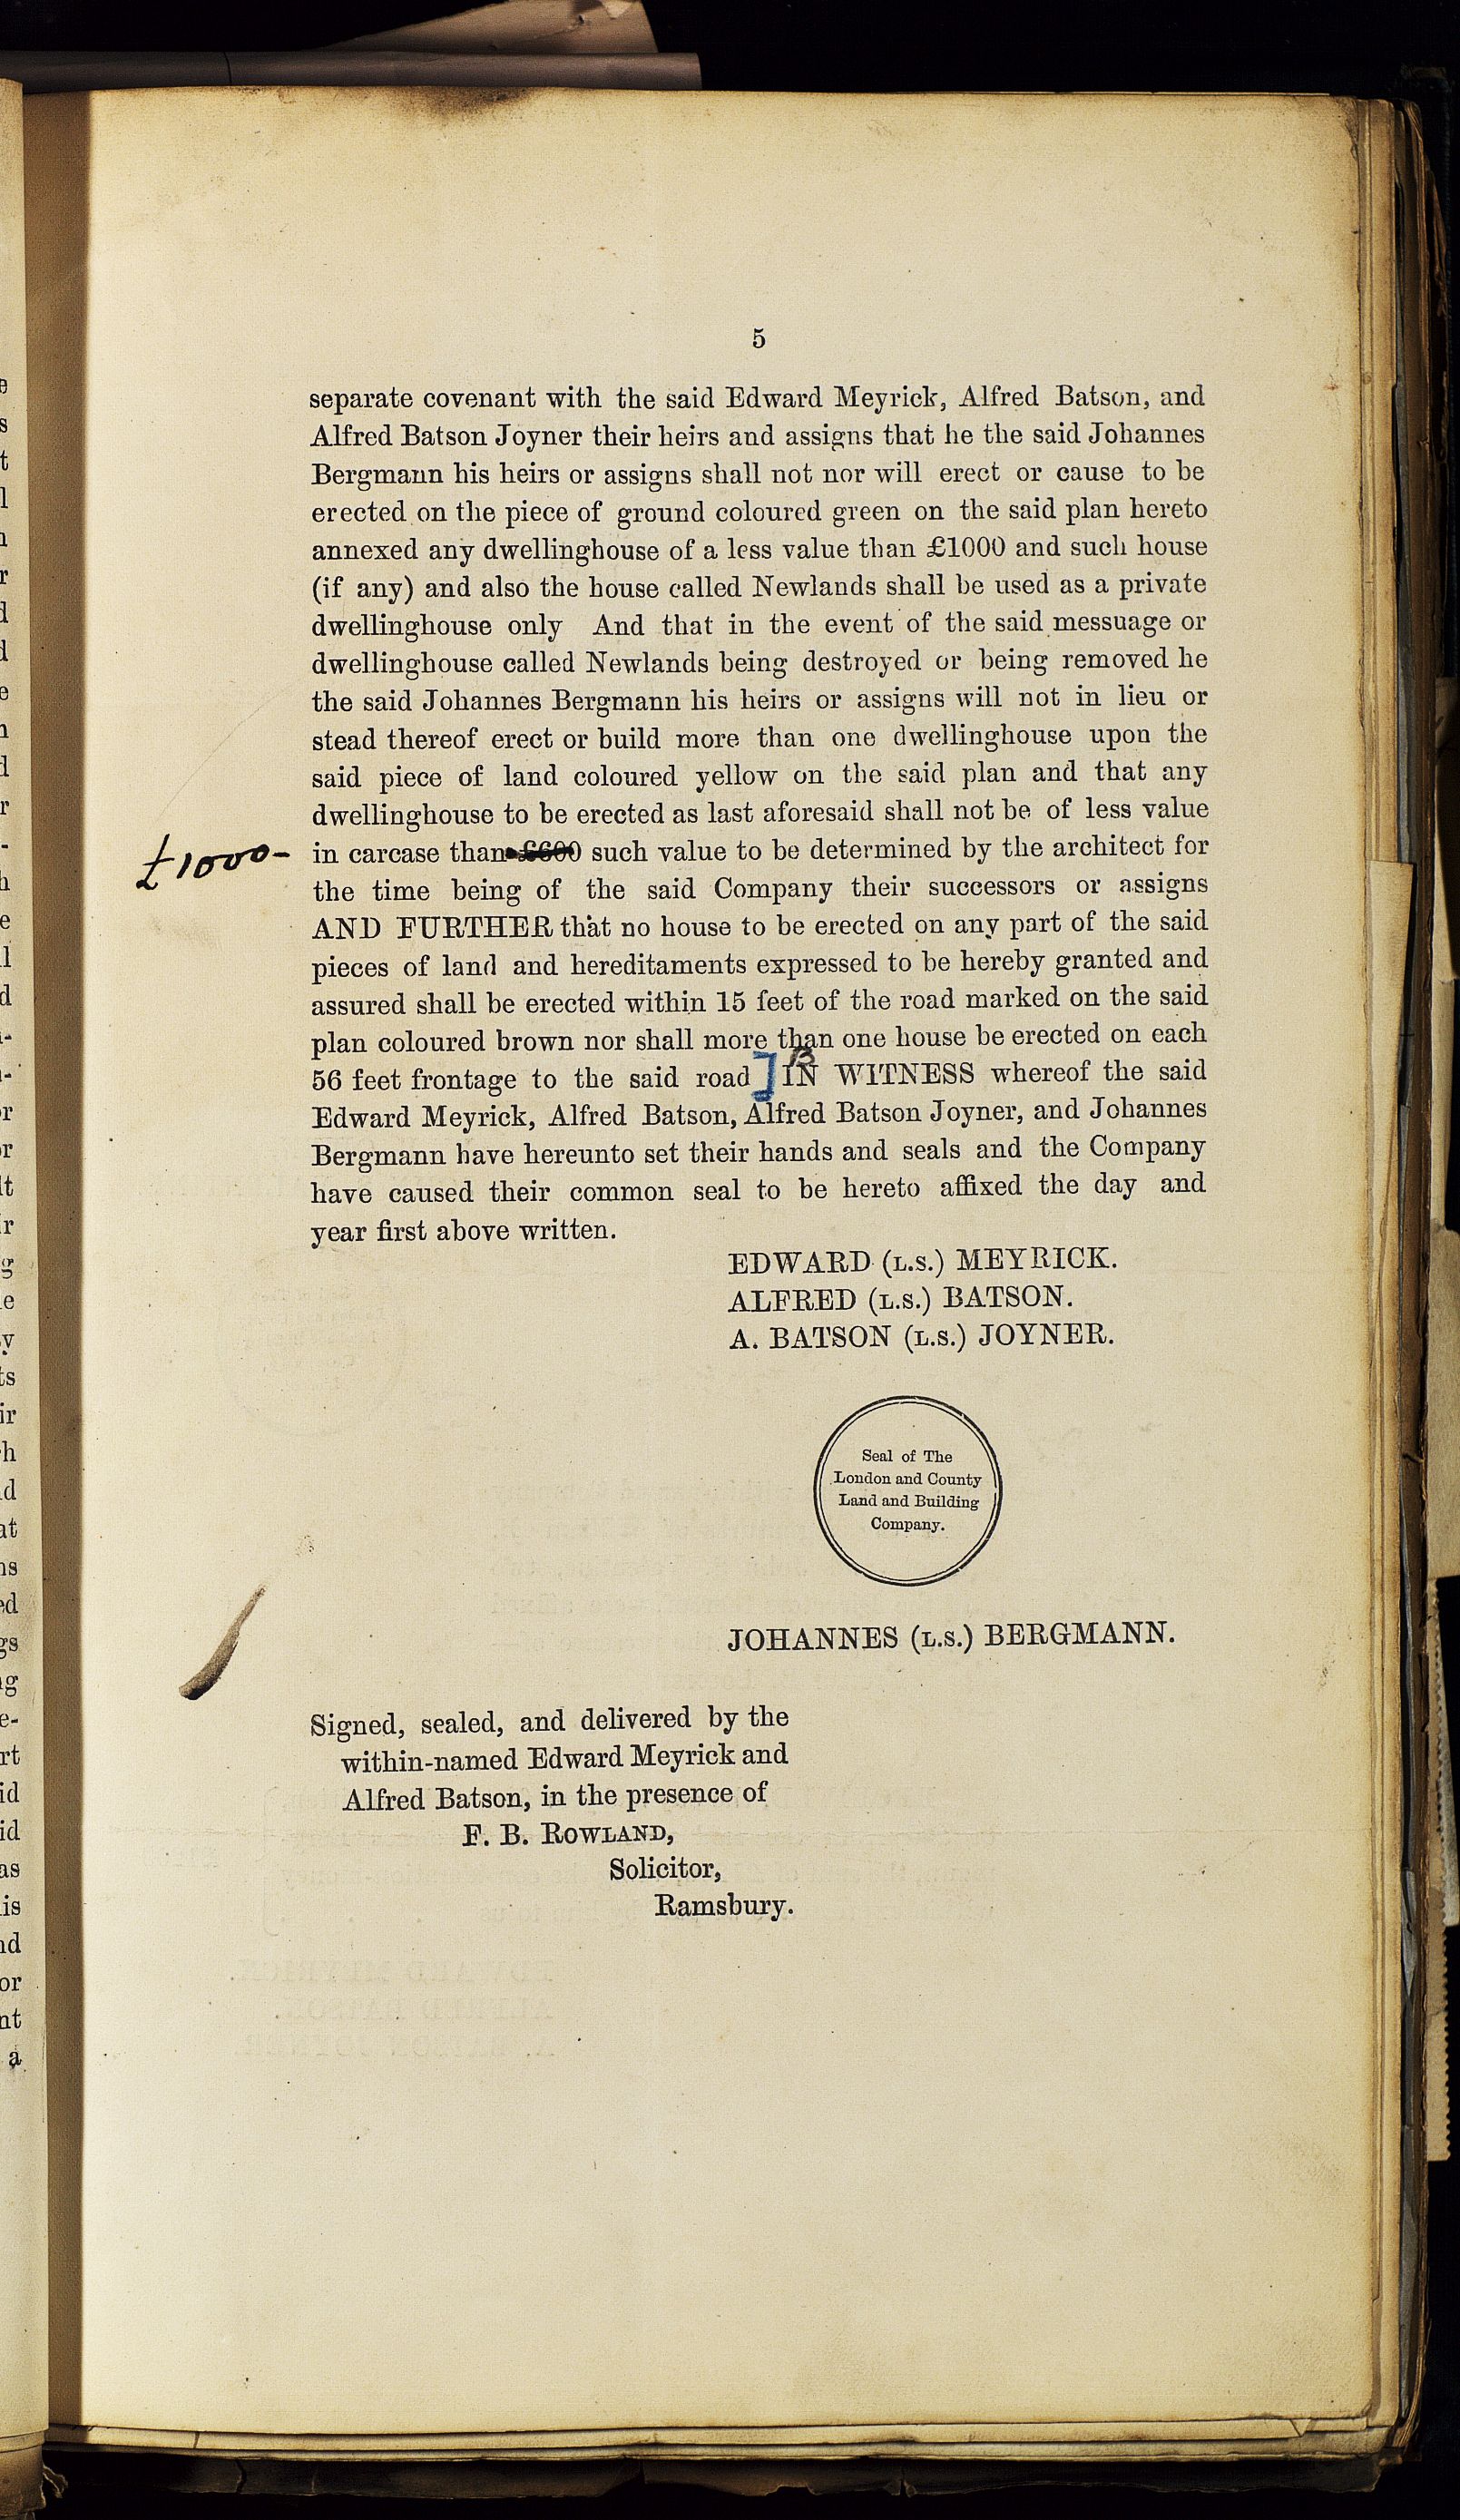 5
separate covenant with the said Edward Meyrick, Alfred Batson, and
Alfred Batson Joyner their heirs and assigns that he the said Johannes
Bergmann his heirs or assigns shall not nor will erect or cause to be
erected on the piece of ground coloured green on the said plan hereto
annexed any dwellinghouse of a less value than £1000 and such house
(if any) and also the house called Newlands shall be used as a private
dwellinghouse only And that in the event of the said messuage or
dwellinghouse called Newlands being destroyed or being removed he
the said Johannes Bergmann his heirs or assigns will not in lieu or
stead thereof erect or build more than one dwellinghouse upon the
said piece of land coloured yellow on the said plan and that any
dwellinghouse to be erected as last aforesaid shall not be of less value
£1000-
in carcase than £600 such value to be determined by the architect for
the time being of the said Company their successors or assigns
AND FURTHER that no house to be erected on any part of the said
pieces of land and hereditaments expressed to be hereby granted and
assured shall be erected within 15 feet of the road marked on the said
plan coloured brown nor shall more than one house be erected on each
56 feet frontage to the said road ] IN WITNESS whereof the said
Edward Meyrick, Alfred Batson, Alfred Batson Joyner, and Johannes
Bergmann have hereunto set their hands and seals and the Company
have caused their common seal to be hereto affixed the day and
year first above written.
EDWARD (L.S.) MEYRICK.
ALFRED (L.S.) BATSON.
A. BATSON (L.S.) JOYNER.
Seal of The
London and County
Land and Building
Company.
JOHANNES (L.S.) BERGMANN.
Signed, sealed, and delivered by the
within-named Edward Meyrick and
Alfred Batson, in the presence of
F. B. ROWLAND,
Solicitor,
Ramsbury.